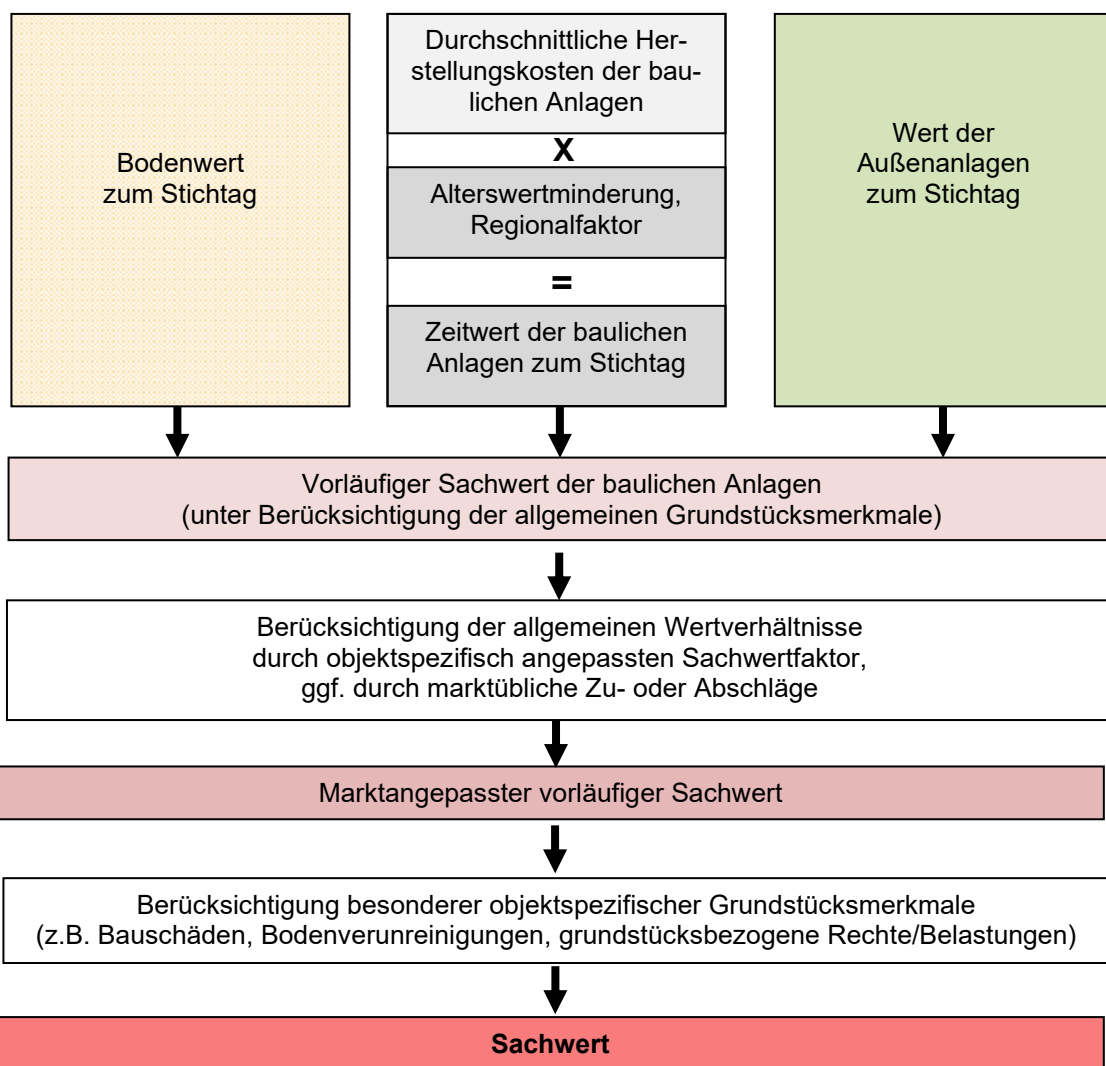 Bodenwert
zum Stichtag
Durchschnittliche Her-
stellungskosten der bau-
lichen Anlagen
X
Alterswertminderung,
Regionalfaktor
=
Zeitwert der baulichen
Anlagen zum Stichtag
Wert der
Außenanlagen
zum Stichtag
Vorläufiger Sachwert der baulichen Anlagen
(unter Berücksichtigung der allgemeinen Grundstücksmerkmale)
Berücksichtigung der allgemeinen Wertverhältnisse
durch objektspezifisch angepassten Sachwertfaktor,
ggf. durch marktübliche Zu- oder Abschläge
Marktangepasster vorläufiger Sachwert
Berücksichtigung besonderer objektspezifischer Grundstücksmerkmale
(z.B. Bauschäden, Bodenverunreinigungen, grundstücksbezogene Rechte/Belastungen)
Sachwert